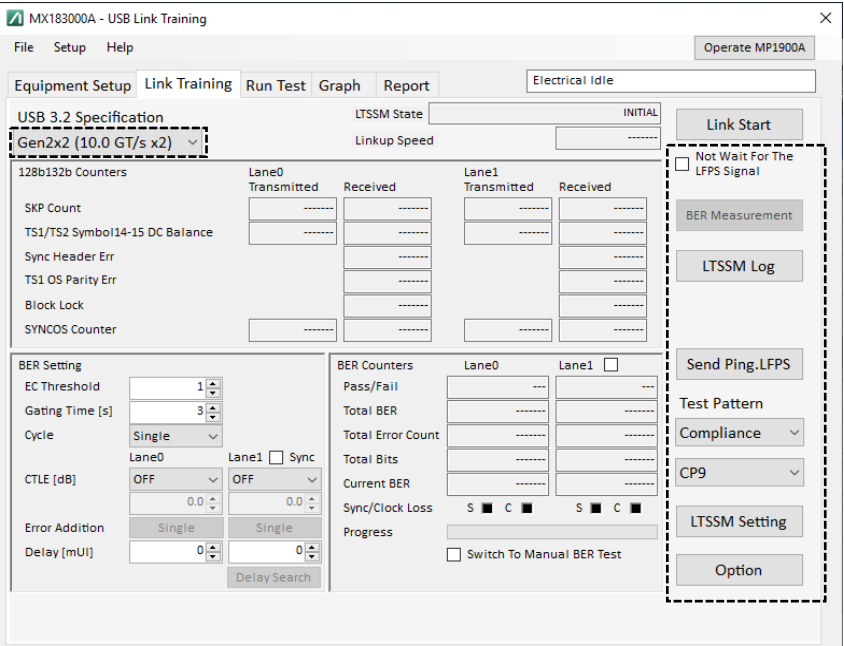 MX183000A - USB Link Training
File Setup Help
Operate MP1900A
Equipment Setup Link Training Run Test Graph Report
Electrical Idle
USB 3.2 Specification
Gen2x2 (10.0 GT/s x2)
LTSSM State INITIAL
Linkup Speed -------
Link Start
Not Wait For The
LFPS Signal
BER Measurement
LTSSM Log
Send Ping.LFPS
Test Pattern
Compliance
CP9
LTSSM Setting
Option
128b132b Counters Lane0 Lane1
Transmitted Received Transmitted Received
SKP Count ------- ------- ------- -------
TS1/TS2 Symbol14-15 DC Balance ------- ------- ------- -------
Sync Header Err ------- -------
TS1 OS Parity Err ------- -------
Block Lock ------- -------
SYNCOS Counter ------- ------- ------- -------
BER Setting
EC Threshold 1
Gating Time [s] 3
Cycle Single
Lane0 Lane1 Sync
CTLE [dB] OFF OFF
0.0 0.0
Error Addition Single Single
Delay [mUI] 0 0
Delay Search
BER Counters Lane0 Lane1
Pass/Fail --- ---
Total BER ------- -------
Total Error Count ------- -------
Total Bits ------- -------
Current BER ------- -------
Sync/Clock Loss S C S C
Progress
Switch To Manual BER Test